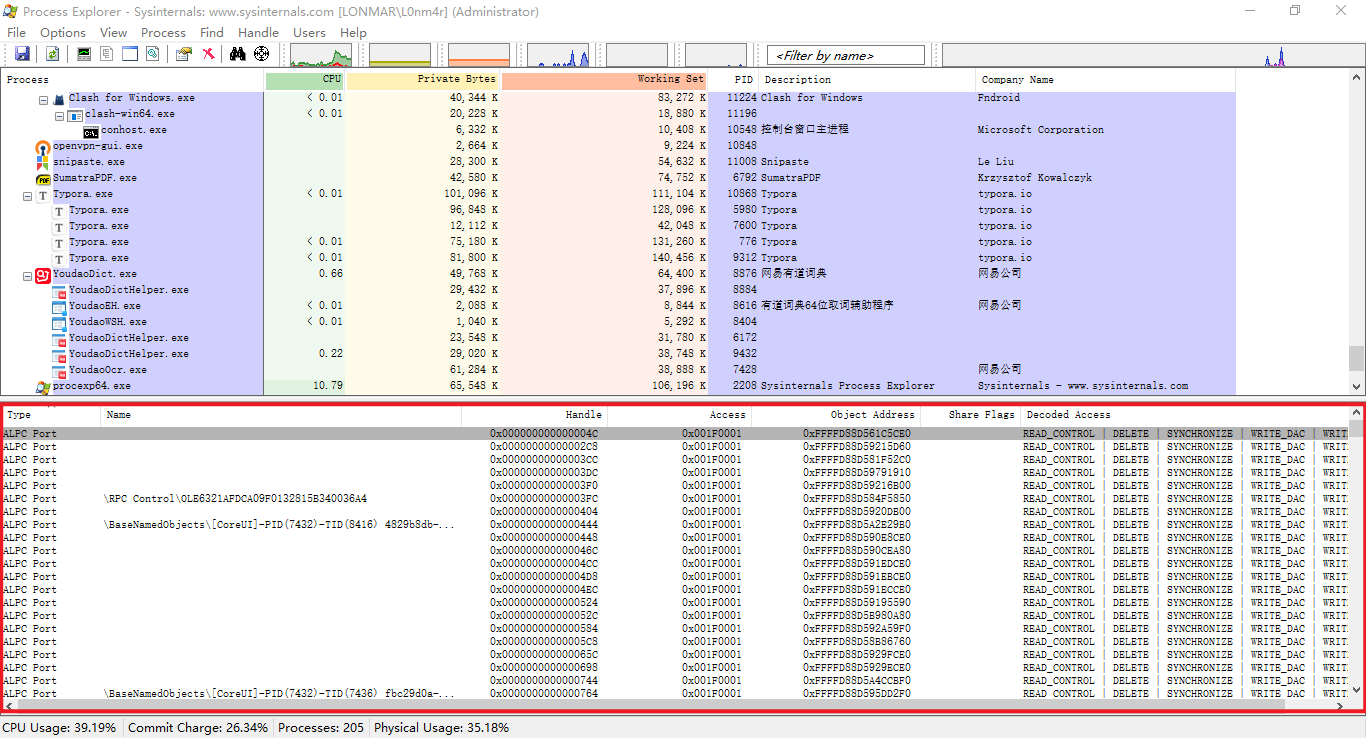 Process Explorer - Sysinternals: www.sysinternals.com [LONMAR\L0nm4r] (Administrator)
File Options View Process Find Handle Users Help
<Filter by name>
Process CPU Private Bytes Working Set PID Description Company Name
Clash for Windows.exe < 0.01 40,344 K 83,272 K 11224 Clash for Windows Fndroid
clash-win64.exe < 0.01 20,228 K 18,880 K 11196
conhost.exe 6,332 K 10,408 K 10548 控制台窗口主进程 Microsoft Corporation
openvpn-gui.exe 2,664 K 9,224 K 10848
snipaste.exe 28,300 K 54,632 K 11008 Snipaste Le Liu
SumatraPDF.exe 42,580 K 74,752 K 6792 SumatraPDF Krzysztof Kowalczyk
Typora.exe < 0.01 101,096 K 111,104 K 10868 Typora typora.io
Typora.exe 96,848 K 128,096 K 5980 Typora typora.io
Typora.exe 12,112 K 42,048 K 7600 Typora typora.io
Typora.exe < 0.01 75,180 K 131,260 K 776 Typora typora.io
Typora.exe < 0.01 81,800 K 140,456 K 9312 Typora typora.io
YoudaoDict.exe 0.66 49,768 K 64,400 K 8876 网易有道词典 网易公司
YoudaoDictHelper.exe 29,432 K 37,896 K 8884
YoudaoEH.exe < 0.01 2,088 K 8,844 K 8616 有道词典64位取词辅助程序 网易公司
YoudaoWSH.exe < 0.01 1,040 K 5,292 K 8404
YoudaoDictHelper.exe 23,548 K 31,780 K 6172
YoudaoDictHelper.exe 0.22 29,020 K 38,748 K 9432
YoudaoOcr.exe 61,284 K 38,888 K 7428 网易公司
procexp64.exe 10.79 65,548 K 106,196 K 2208 Sysinternals Process Explorer Sysinternals - www.sysinternals.com
Type Name Handle Access Object Address Share Flags Decoded Access
ALPC Port 0x000000000000004C 0x001F0001 0xFFFFD88D561C5CE0 READ_CONTROL | DELETE | SYNCHRONIZE | WRITE_DAC | WRIT
ALPC Port 0x00000000000002C8 0x001F0001 0xFFFFD88D59215D60 READ_CONTROL | DELETE | SYNCHRONIZE | WRITE_DAC | WRIT
ALPC Port 0x00000000000003CC 0x001F0001 0xFFFFD88D581F52C0 READ_CONTROL | DELETE | SYNCHRONIZE | WRITE_DAC | WRIT
ALPC Port 0x00000000000003DC 0x001F0001 0xFFFFD88D59791910 READ_CONTROL | DELETE | SYNCHRONIZE | WRITE_DAC | WRIT
ALPC Port 0x00000000000003F0 0x001F0001 0xFFFFD88D59216B00 READ_CONTROL | DELETE | SYNCHRONIZE | WRITE_DAC | WRIT
ALPC Port \RPC Control\OLE6321AFDCA09F0132815B340036A4 0x00000000000003FC 0x001F0001 0xFFFFD88D584F5850 READ_CONTROL | DELETE | SYNCHRONIZE | WRITE_DAC | WRIT
ALPC Port 0x0000000000000404 0x001F0001 0xFFFFD88D5920DB00 READ_CONTROL | DELETE | SYNCHRONIZE | WRITE_DAC | WRIT
ALPC Port \BaseNamedObjects\[CoreUI]-PID(7432)-TID(8416) 4829b8db-... 0x0000000000000444 0x001F0001 0xFFFFD88D5A2E29B0 READ_CONTROL | DELETE | SYNCHRONIZE | WRITE_DAC | WRIT
ALPC Port 0x0000000000000448 0x001F0001 0xFFFFD88D590E8CE0 READ_CONTROL | DELETE | SYNCHRONIZE | WRITE_DAC | WRIT
ALPC Port 0x000000000000046C 0x001F0001 0xFFFFD88D590CEA80 READ_CONTROL | DELETE | SYNCHRONIZE | WRITE_DAC | WRIT
ALPC Port 0x00000000000004CC 0x001F0001 0xFFFFD88D591EDCE0 READ_CONTROL | DELETE | SYNCHRONIZE | WRITE_DAC | WRIT
ALPC Port 0x00000000000004D8 0x001F0001 0xFFFFD88D591EBCE0 READ_CONTROL | DELETE | SYNCHRONIZE | WRITE_DAC | WRIT
ALPC Port 0x00000000000004EC 0x001F0001 0xFFFFD88D591ECCE0 READ_CONTROL | DELETE | SYNCHRONIZE | WRITE_DAC | WRIT
ALPC Port 0x0000000000000524 0x001F0001 0xFFFFD88D59195590 READ_CONTROL | DELETE | SYNCHRONIZE | WRITE_DAC | WRIT
ALPC Port 0x000000000000052C 0x001F0001 0xFFFFD88D5B980A80 READ_CONTROL | DELETE | SYNCHRONIZE | WRITE_DAC | WRIT
ALPC Port 0x0000000000000584 0x001F0001 0xFFFFD88D592A59F0 READ_CONTROL | DELETE | SYNCHRONIZE | WRITE_DAC | WRIT
ALPC Port 0x00000000000005C8 0x001F0001 0xFFFFD88D58B86760 READ_CONTROL | DELETE | SYNCHRONIZE | WRITE_DAC | WRIT
ALPC Port 0x000000000000065C 0x001F0001 0xFFFFD88D5929FCE0 READ_CONTROL | DELETE | SYNCHRONIZE | WRITE_DAC | WRIT
ALPC Port 0x0000000000000698 0x001F0001 0xFFFFD88D5929ECE0 READ_CONTROL | DELETE | SYNCHRONIZE | WRITE_DAC | WRIT
ALPC Port 0x0000000000000744 0x001F0001 0xFFFFD88D5A4CCBF0 READ_CONTROL | DELETE | SYNCHRONIZE | WRITE_DAC | WRIT
ALPC Port \BaseNamedObjects\[CoreUI]-PID(7432)-TID(7436) fbc29d0a-... 0x0000000000000764 0x001F0001 0xFFFFD88D595DD2F0 READ_CONTROL | DELETE | SYNCHRONIZE | WRITE_DAC | WRIT
CPU Usage: 39.19% Commit Charge: 26.34% Processes: 205 Physical Usage: 35.18%